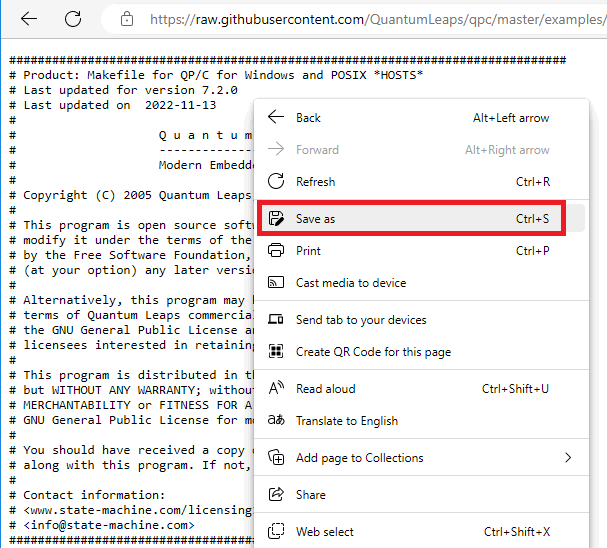 https://raw.githubusercontent.com/QuantumLeaps/qpc/master/examples/
##########################################################################
# Product: Makefile for QP/C for Windows and POSIX *HOSTS*
# Last updated for version 7.2.0
# Last updated on 2022-11-13
#
# Q u a n t u m
# ---------------
# Modern Embedd
#
# Copyright (C) 2005 Quantum Leaps
#
# This program is open source softw
# modify it under the terms of the
# by the Free Software Foundation,
# (at your option) any later versi
#
# Alternatively, this program may
# terms of Quantum Leaps commercia
# the GNU General Public License a
# licensees interested in retainin
#
# This program is distributed in t
# but WITHOUT ANY WARRANTY; withou
# MERCHANTABILITY or FITNESS FOR A
# GNU General Public License for m
#
# You should have received a copy
# along with this program. If not,
#
# Contact information:
# <www.state-machine.com/licensing
# <info@state-machine.com>
##########################################################################
Back Alt+Left arrow
Forward Alt+Right arrow
Refresh Ctrl+R
Save as Ctrl+S
Print Ctrl+P
Cast media to device
Send tab to your devices
Create QR Code for this page
Read aloud Ctrl+Shift+U
Translate to English
Add page to Collections
Share
Web select Ctrl+Shift+X